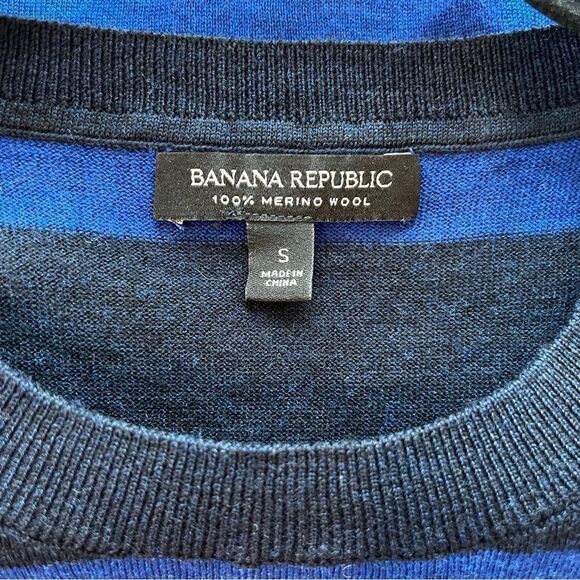 BANANA REPUBLIC
100% MERINO WOOL
S
MADE IN
CHINA